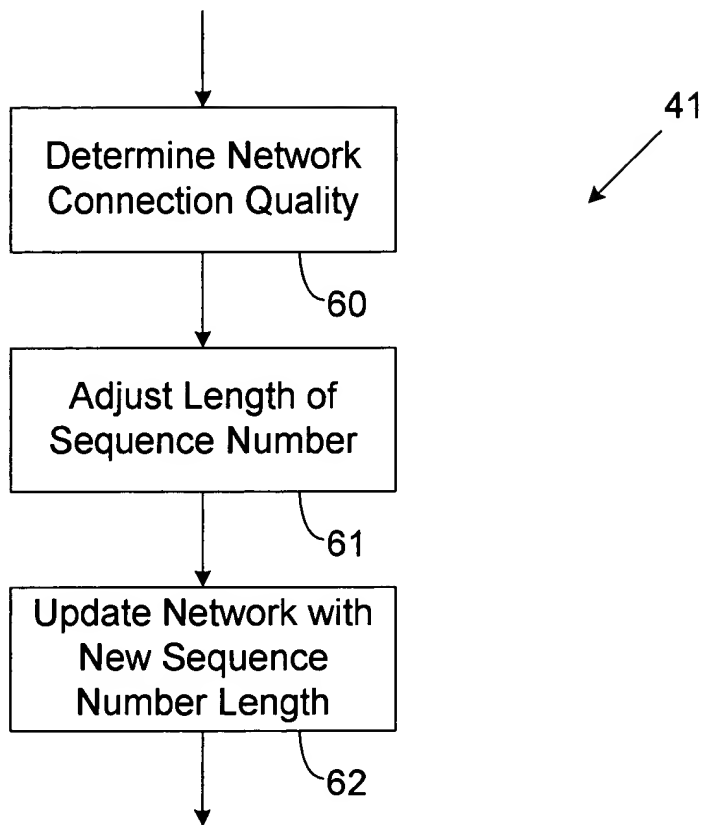 41
Determine Network
Connection Quality
60
Adjust Length of
Sequence Number
61
Update Network with
New Sequence
Number Length
62